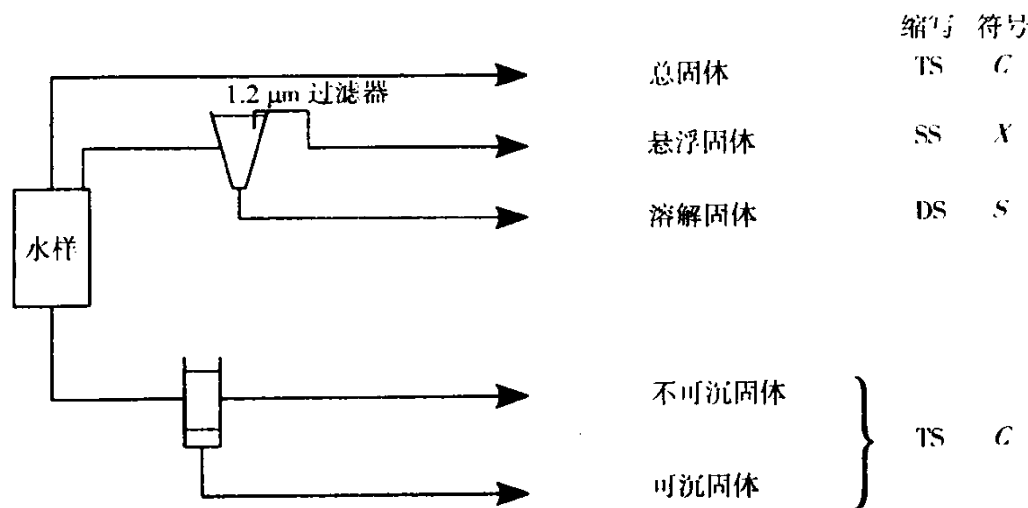 缩写 符号
总固体 TS C
1.2 μm 过滤器
悬浮固体 SS X
溶解固体 DS S
水样
不可沉固体
TS C
可沉固体